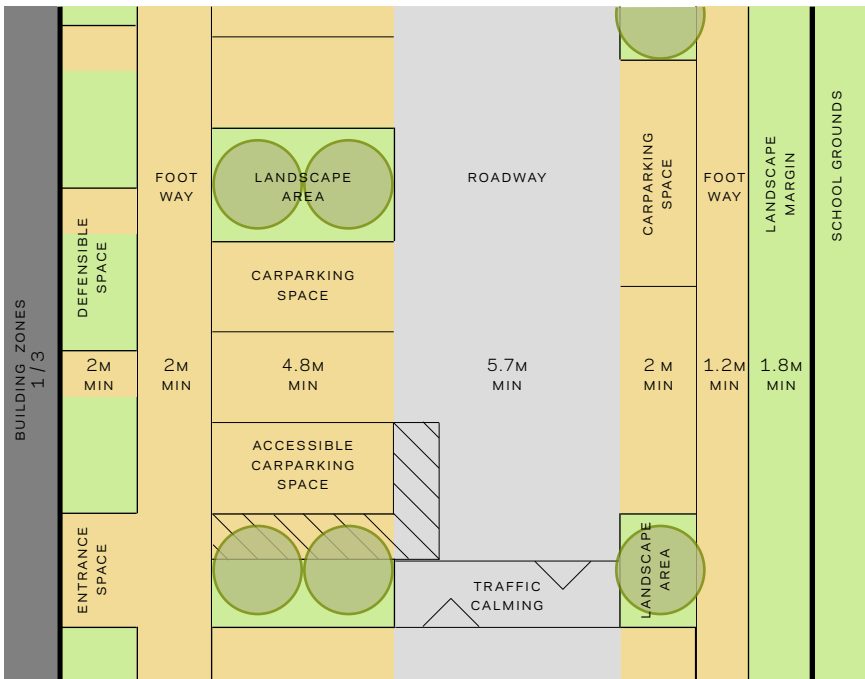 BUILDING ZONES
1/3
DEFENSIBLE
SPACE
2M
MIN
ENTRANCE
SPACE
FOOT
WAY
2M
MIN
LANDSCAPE
AREA
CARPARKING
SPACE
4.8M
MIN
ACCESSIBLE
CARPARKING
SPACE
ROADWAY
5.7M
MIN
TRAFFIC
CALMING
CARPARKING
SPACE
2 M
MIN
LANDSCAPE
AREA
FOOT
WAY
1.2M
MIN
LANDSCAPE
MARGIN
1.8M
MIN
SCHOOL GROUNDS